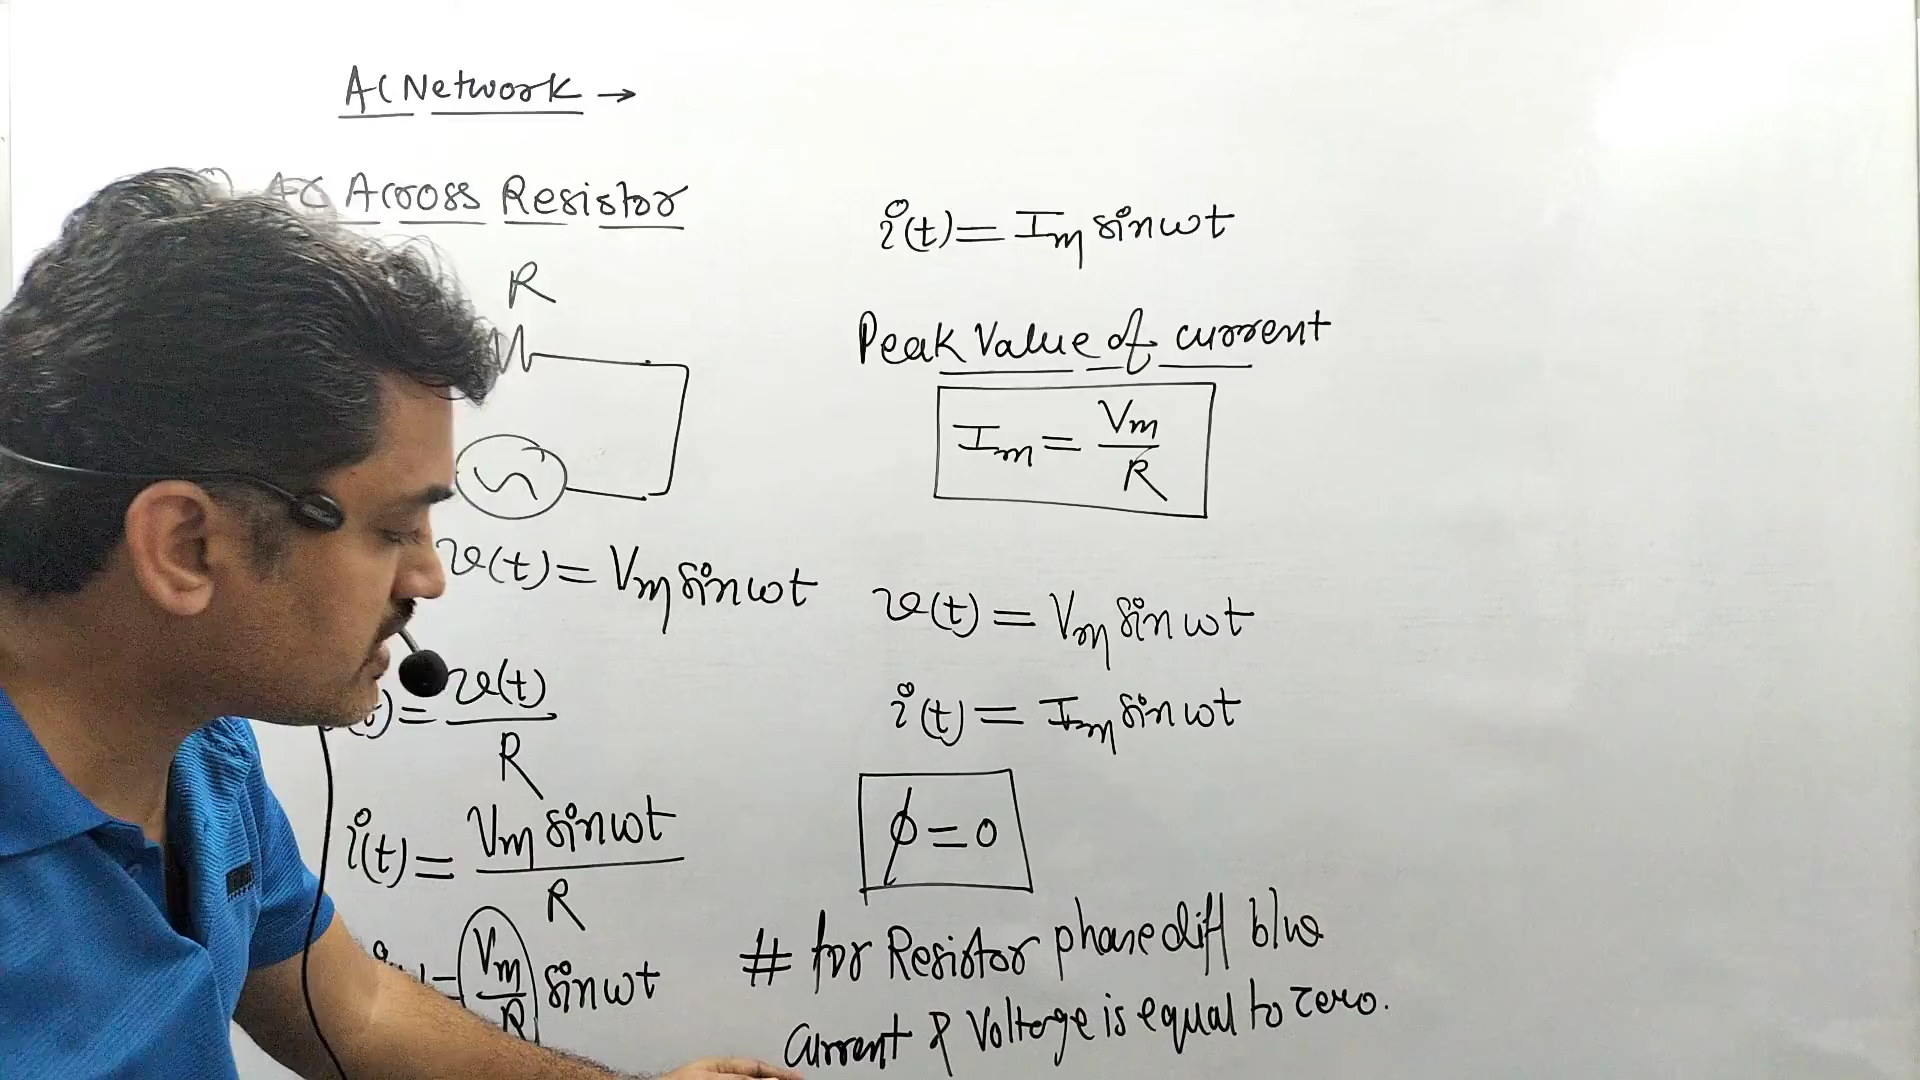 AC Network →
AC Across Resistor
R
v(t) = Vm sinωt
(t) = v(t)/R
i(t) = Vm sinωt/R
= Vm/R sinωt
i(t) = Im sinωt
Peak Value of current
Im = Vm/R
v(t) = Vm sinωt
i(t) = Im sinωt
ϕ = 0
# for Resistor phase diff b/w
Current & Voltage is equal to zero.